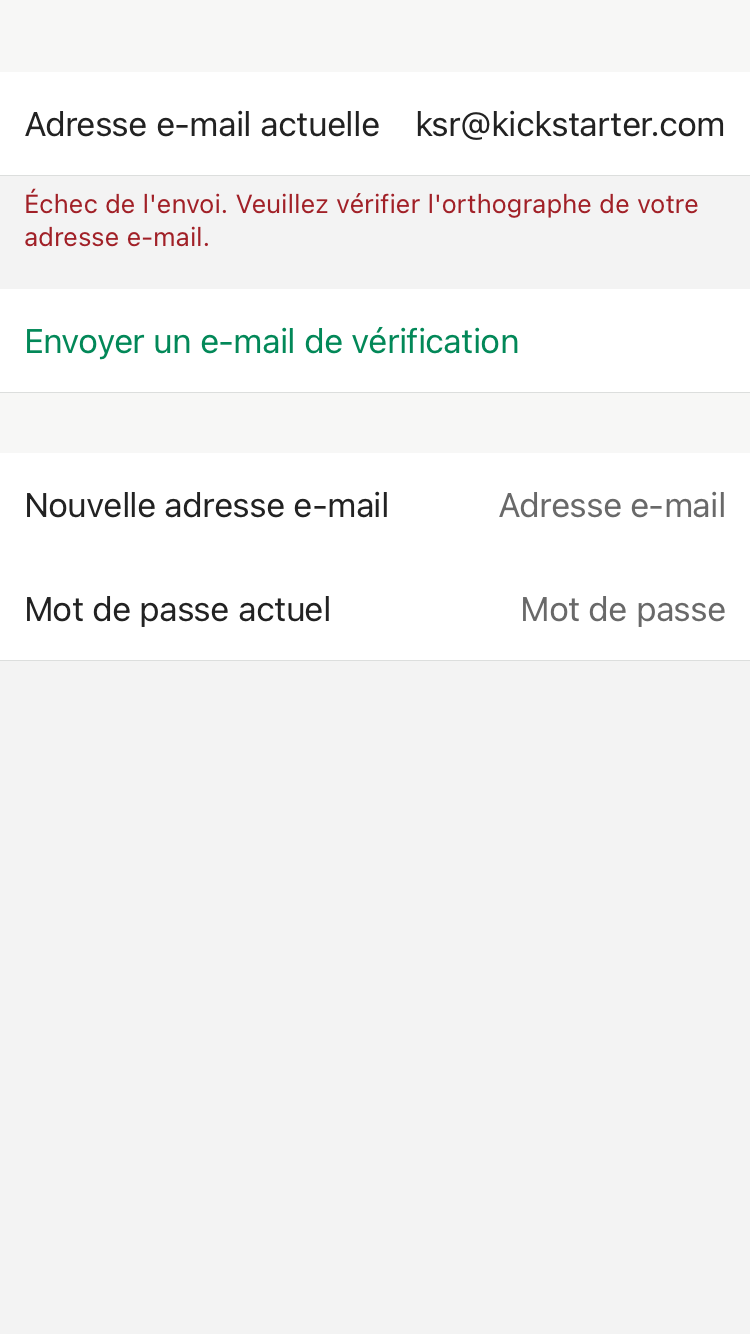 Adresse e-mail actuelle ksr@kickstarter.com
Échec de l'envoi. Veuillez vérifier l'orthographe de votre
adresse e-mail.
Envoyer un e-mail de vérification
Nouvelle adresse e-mail Adresse e-mail
Mot de passe actuel Mot de passe